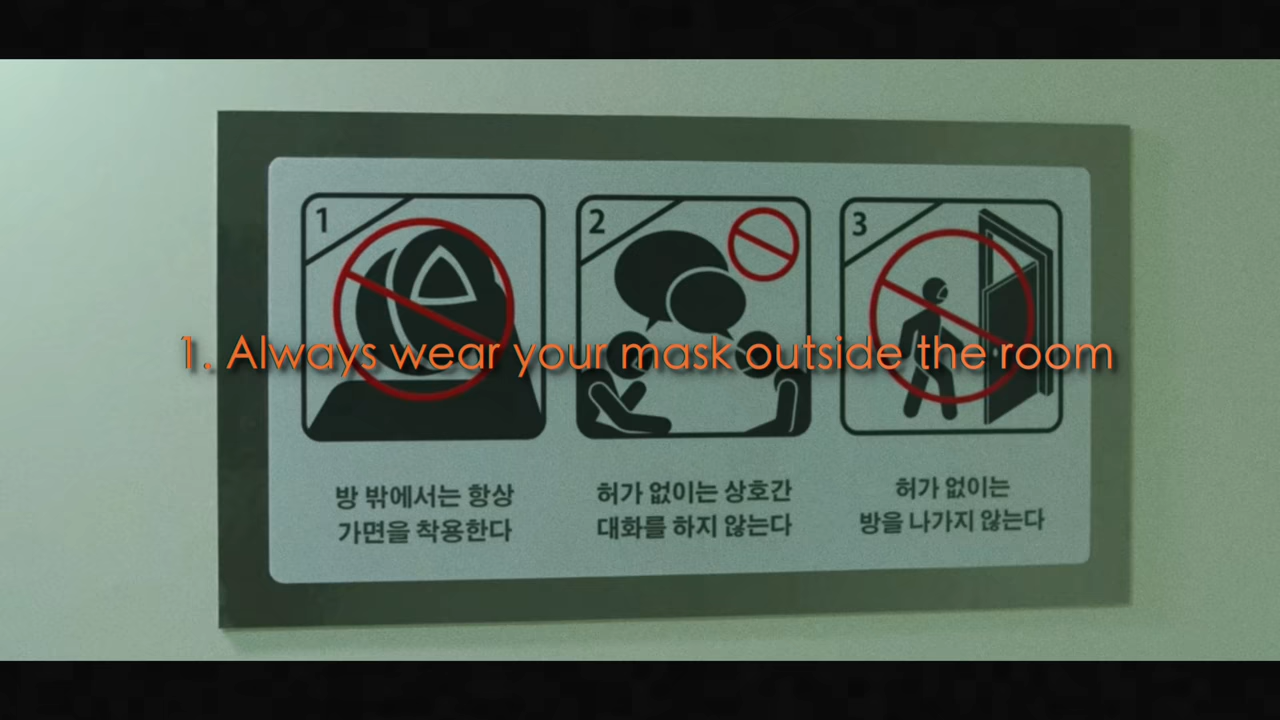 1
2
3
1. Always wear your mask outside the room
방 밖에서는 항상
가면을 착용한다
허가 없이는 상호간
대화를 하지 않는다
허가 없이는
방을 나가지 않는다